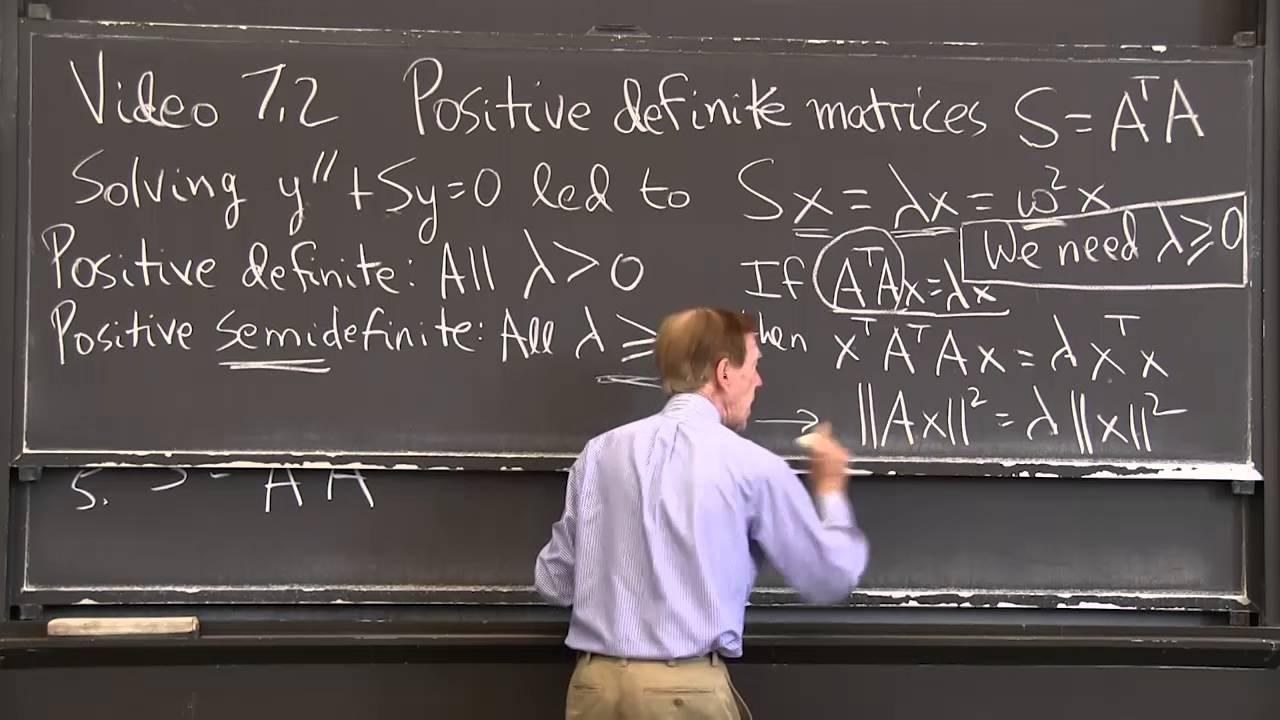 Video 7.2 Positive definite matrices S = AᵀA
Solving y'' + Sy = 0 led to Sx = λx = ω²x
We need λ ≥ 0
Positive definite: All λ > 0
If AᵀAx = λx
Positive semidefinite: All λ ≥
then xᵀAᵀAx = λxᵀx
→ ||Ax||² = λ||x||²
5.
A A